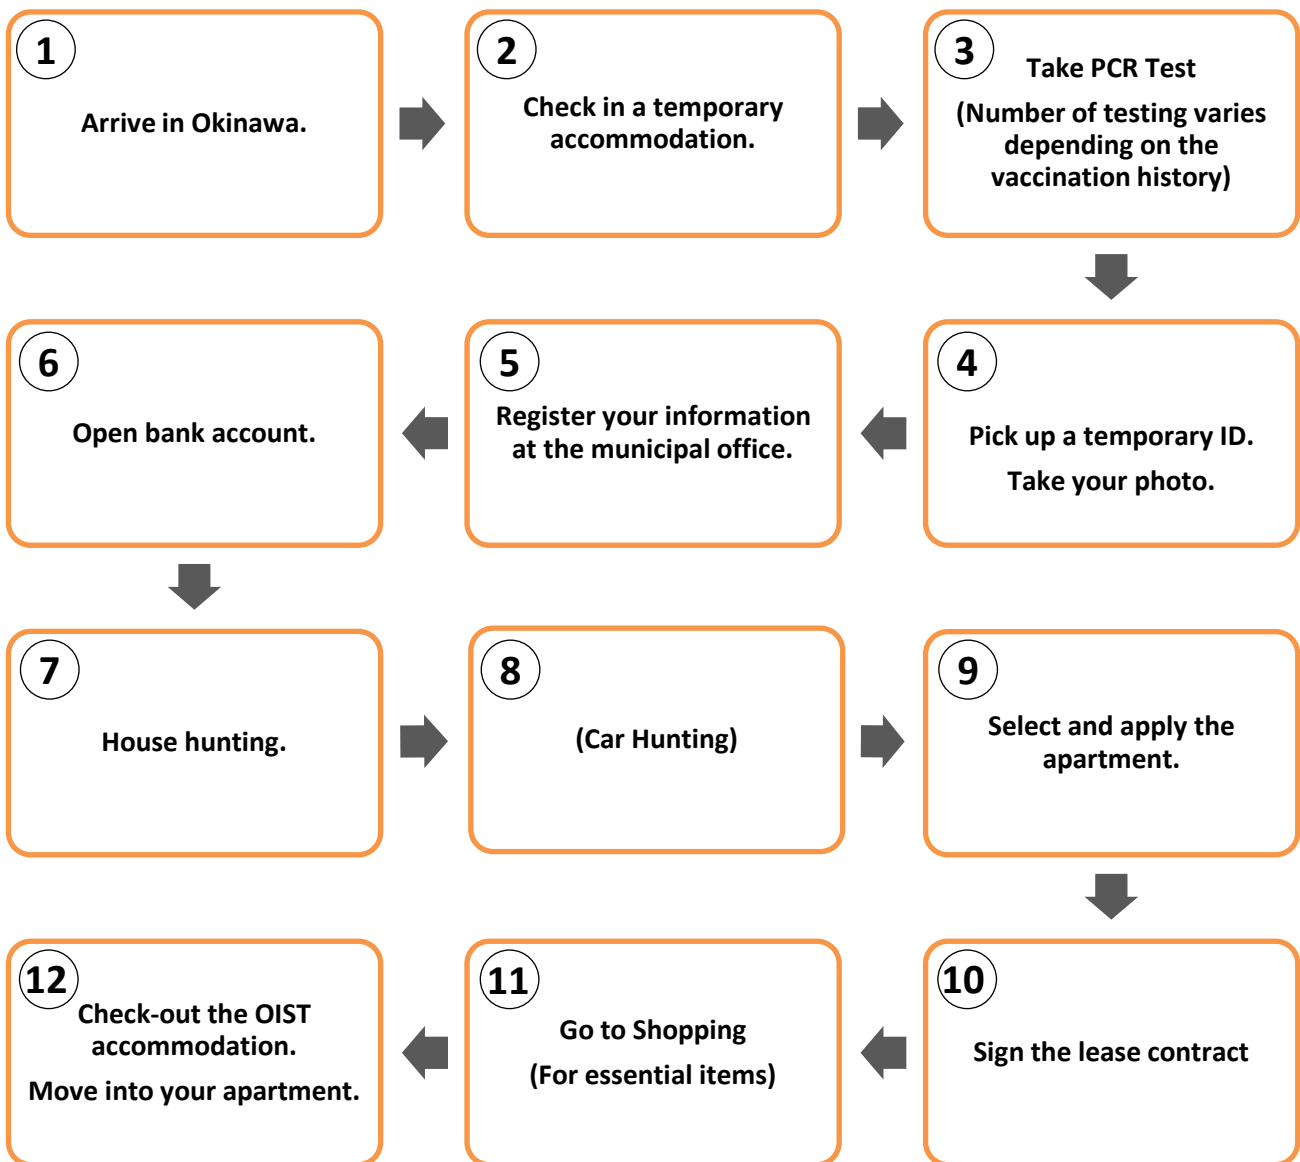 1
Arrive in Okinawa.
2
Check in a temporary
accommodation.
3
Take PCR Test
(Number of testing varies
depending on the
vaccination history)
4
Pick up a temporary ID.
Take your photo.
5
Register your information
at the municipal office.
6
Open bank account.
7
House hunting.
8
(Car Hunting)
9
Select and apply the
apartment.
10
Sign the lease contract
11
Go to Shopping
(For essential items)
12
Check-out the OIST
accommodation.
Move into your apartment.